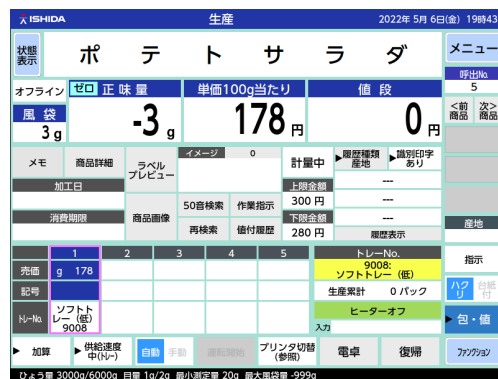 ISHIDA 生産 2022年 5月 6日(金) 19時43
状態表示 ポテトサラダ メニュー
呼出No.
5
オフライン ゼロ 正味量 単価100g当たり 値段
<前商品 次>商品
風袋
3 g -3 g 178 円 0 円
メモ 商品詳細 ラベルプレビュー イメージ 0 計量中 ▶履歴種類 産地 ▶識別印字 あり
加工日 上限金額 ---
50音検索 作業指示 300 円 ---
消費期限 商品画像 下限金額 --- 産地
再検索 値付履歴 280 円 履歴表示
1 2 3 4 5 トレーNo. 指示
売価 g 178 9008:
ソフトトレー（低）
記号 生産累計 0 パック ハクリ 台紙付
トレーNo. ソフトトレー（低）9008 ヒーターオフ
入力 ▶ 包・値
▶ 加算 ▶ 供給速度 中(トレー) 自動 手動 運転開始 プリンタ切替(参照) 電卓 復帰 ファンクション
ひょう量 3000g/6000g 目量 1g/2g 最小測定量 20g 最大風袋量 -999g